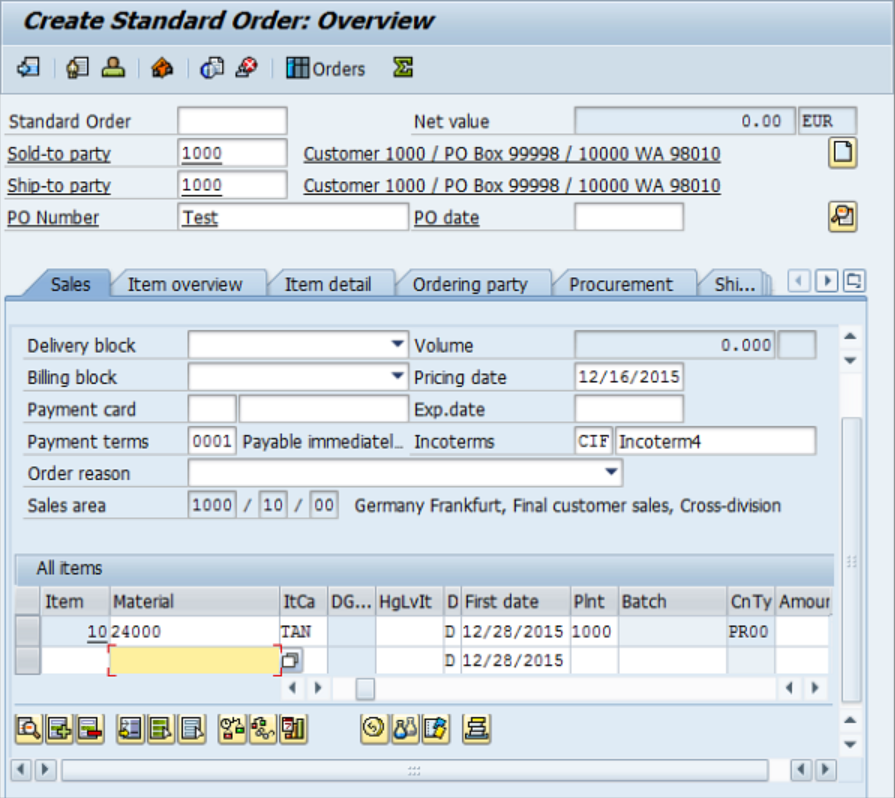 Create Standard Order: Overview
Orders
Standard Order Net value 0.00 EUR
Sold-to party 1000 Customer 1000 / PO Box 99998 / 10000 WA 98010
Ship-to party 1000 Customer 1000 / PO Box 99998 / 10000 WA 98010
PO Number Test PO date
Sales Item overview Item detail Ordering party Procurement Shi...
Delivery block Volume 0.000
Billing block Pricing date 12/16/2015
Payment card Exp.date
Payment terms 0001 Payable immediatel… Incoterms CIF Incoterm4
Order reason
Sales area 1000 / 10 / 00 Germany Frankfurt, Final customer sales, Cross-division
All items
Item Material ItCa DG... HgLvIt D First date Plnt Batch CnTy Amour
10 24000 TAN D 12/28/2015 1000 PR00
D 12/28/2015